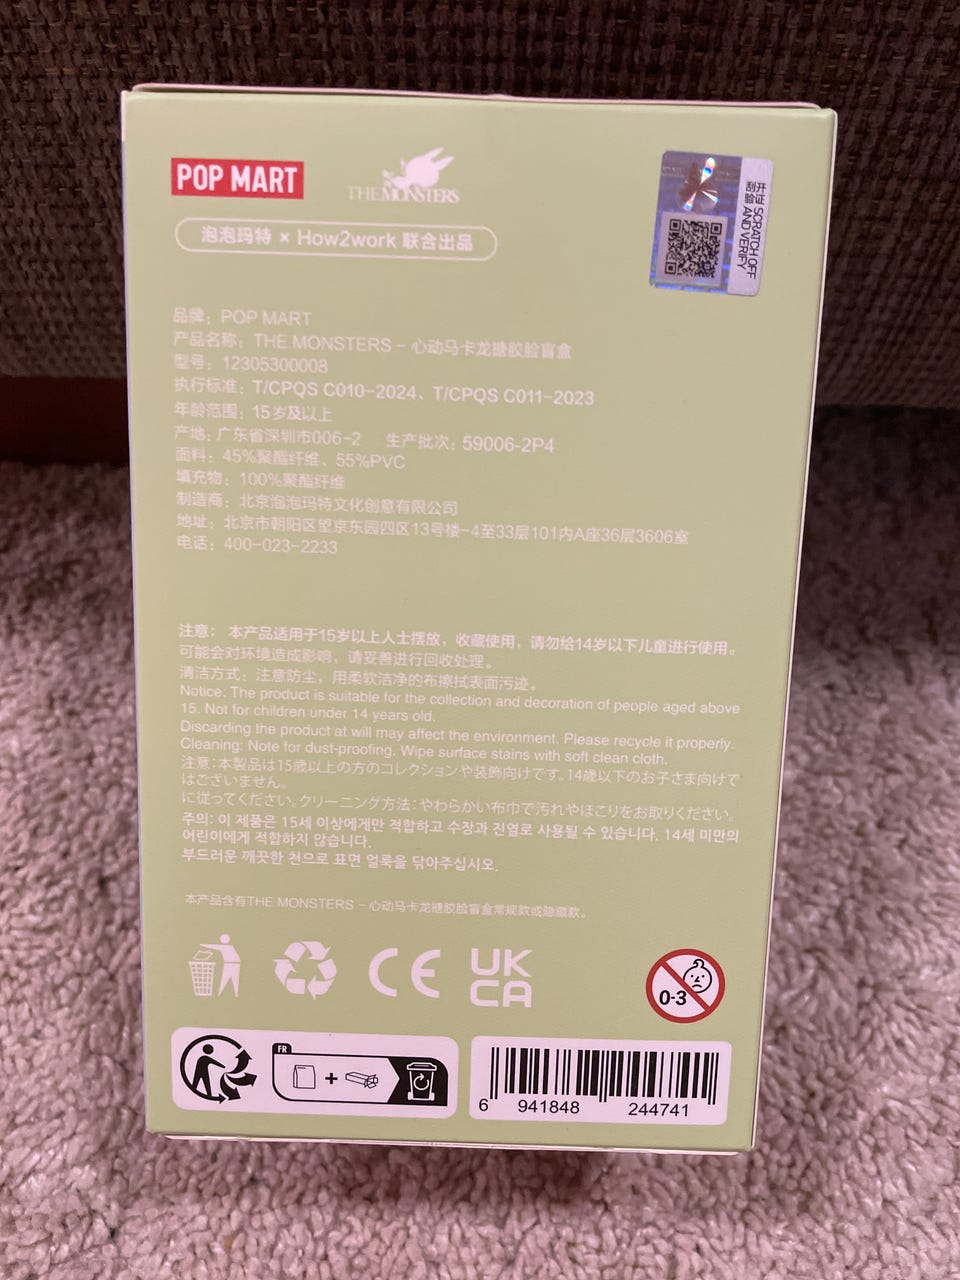 POP MART
THE MONSTERS
泡泡玛特 × How2work 联合出品
刮开
验证 SCRATCH OFF
AND VERIFY
品牌：POP MART
产品名称：THE MONSTERS - 心动马卡龙搪胶脸盲盒
型号：12305300008
执行标准：T/CPQS C010-2024、T/CPQS C011-2023
年龄范围：15岁及以上
产地：广东省深圳市006-2 生产批次：59006-2P4
面料：45%聚酯纤维、55%PVC
填充物：100%聚酯纤维
制造商：北京泡泡玛特文化创意有限公司
地址：北京市朝阳区望京东园四区13号楼-4至33层101内A座36层3606室
电话：400-023-2233
注意： 本产品适用于15岁以上人士摆放，收藏使用，请勿给14岁以下儿童进行使用。
可能会对环境造成影响，请妥善进行回收处理。
清洁方式：注意防尘，用柔软洁净的布擦拭表面污迹。
Notice: The product is suitable for the collection and decoration of people aged above
15. Not for children under 14 years old.
Discarding the product at will may affect the environment. Please recycle it properly.
Cleaning: Note for dust-proofing. Wipe surface stains with soft clean cloth.
注意:本製品は15歳以上の方のコレクションや装飾向けです。14歳以下のお子さま向けで
はございません。
に従ってください。クリーニング方法:やわらかい布巾で汚れやほこりをお取りください。
주의: 이 제품은 15세 이상에게만 적합하고 수장과 진열로 사용될 수 있습니다. 14세 미만의
어린이에게 적합하지 않습니다.
부드러운 깨끗한 천으로 표면 얼룩을 닦아주십시오.
本产品含有THE MONSTERS - 心动马卡龙搪胶脸盲盒常规款或隐藏款。
CE
UK
CA
0-3
FR
+
6 941848 244741